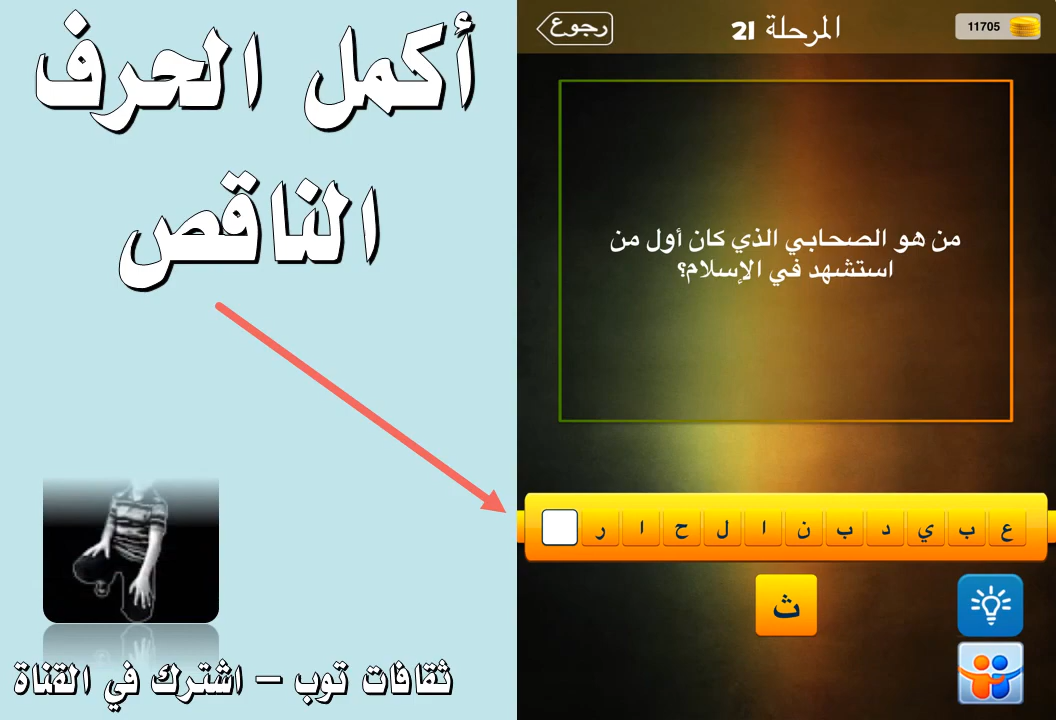 أكمل الحرف
الناقص
ثقافات توب – اشترك في القناة
رجوع
المرحلة 21
11705
من هو الصحابي الذي كان أول من
استشهد في الإسلام؟
ع ب ي د ب ن ا ل ح ا ر
ث